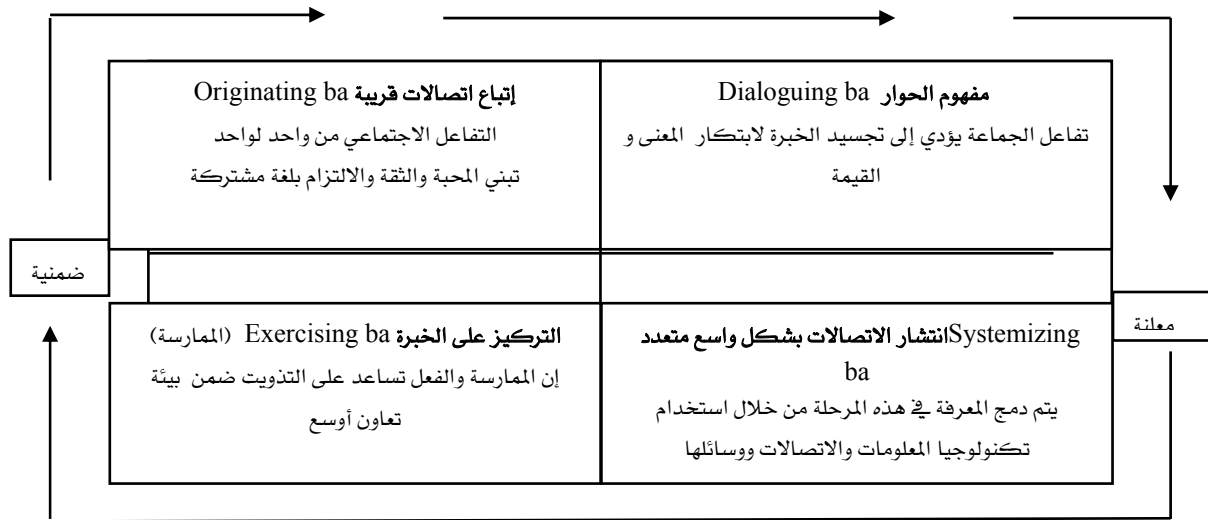 إتباع اتصالات قريبة Originating ba
التفاعل الاجتماعي من واحد لواحد
تبني المحبة والثقة والالتزام بلغة مشتركة
مفهوم الحوار Dialoguing ba
تفاعل الجماعة يؤدي إلى تجسيد الخبرة لابتكار المعنى و
القيمة
ضمنية
معلنة
التركيز على الخبرة Exercising ba (الممارسة)
إن الممارسة والفعل تساعد على التذويت ضمن بيئة
تعاون أوسع
انتشار الاتصالات بشكل واسع متعدد Systemizing
ba
يتم دمج المعرفة في هذه المرحلة من خلال استخدام
تكنولوجيا المعلومات والاتصالات ووسائلها